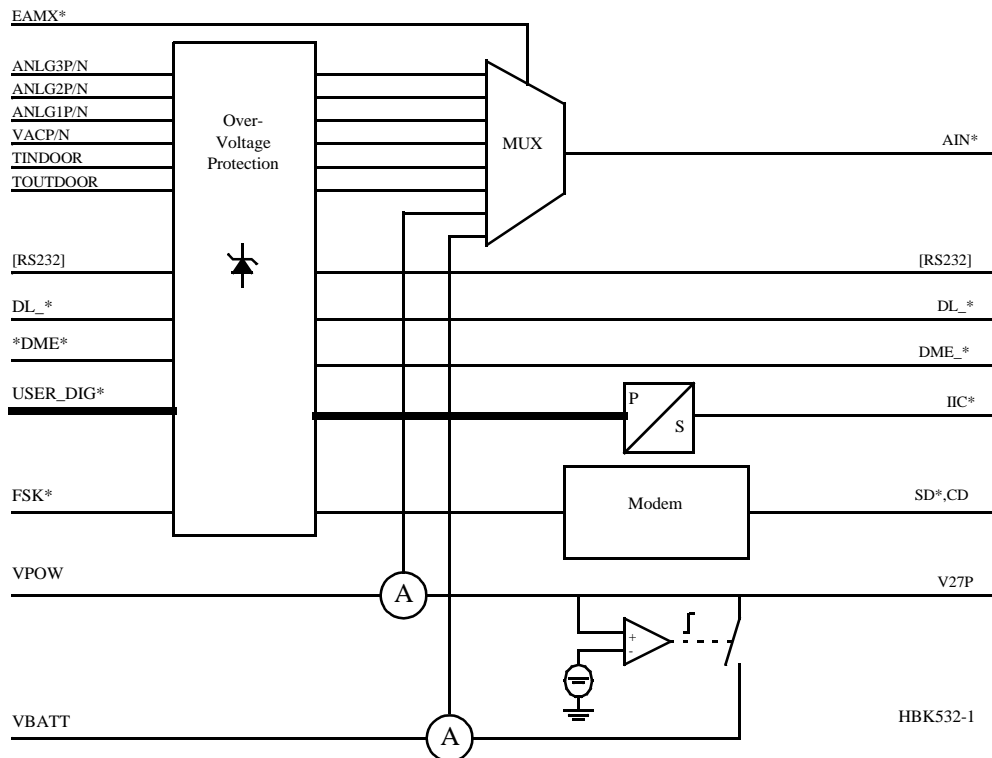 EAMX*
ANLG3P/N
ANLG2P/N
ANLG1P/N
VACP/N
TINDOOR
TOUTDOOR
Over-
Voltage
Protection
MUX
AIN*
[RS232]
[RS232]
DL_*
DL_*
*DME*
DME_*
USER_DIG*
P
S
IIC*
FSK*
Modem
SD*,CD
VPOW
A
V27P
+
-
VBATT
A
HBK532-1